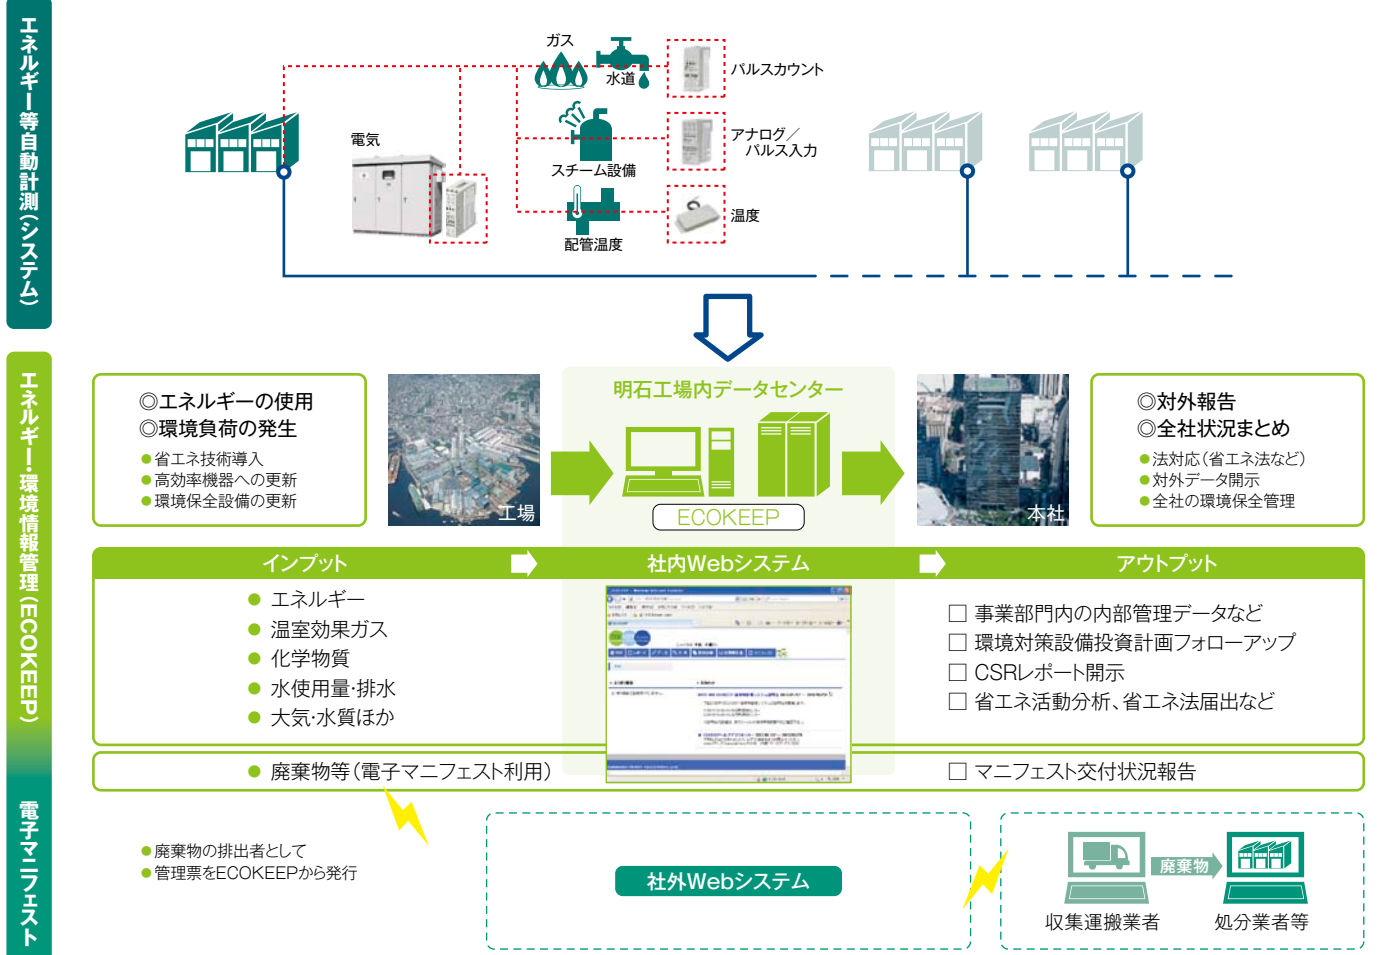 エネルギー等自動計測(システム)
ガス
水道
パルスカウント
電気
スチーム設備
アナログ／
パルス入力
配管温度
温度
エネルギー・環境情報管理(ECOKEEP)
◎エネルギーの使用
◎環境負荷の発生
●省エネ技術導入
●高効率機器への更新
●環境保全設備の更新
工場
明石工場内データセンター
ECOKEEP
本社
◎対外報告
◎全社状況まとめ
●法対応(省エネ法など)
●対外データ開示
●全社の環境保全管理
インプット
社内Webシステム
アウトプット
● エネルギー
● 温室効果ガス
● 化学物質
● 水使用量・排水
● 大気・水質ほか
□ 事業部門内の内部管理データなど
□ 環境対策設備投資計画フォローアップ
□ CSRレポート開示
□ 省エネ活動分析、省エネ法届出など
● 廃棄物等(電子マニフェスト利用)
□ マニフェスト交付状況報告
電子マニフェスト
●廃棄物の排出者として
●管理票をECOKEEPから発行
社外Webシステム
廃棄物
収集運搬業者
処分業者等